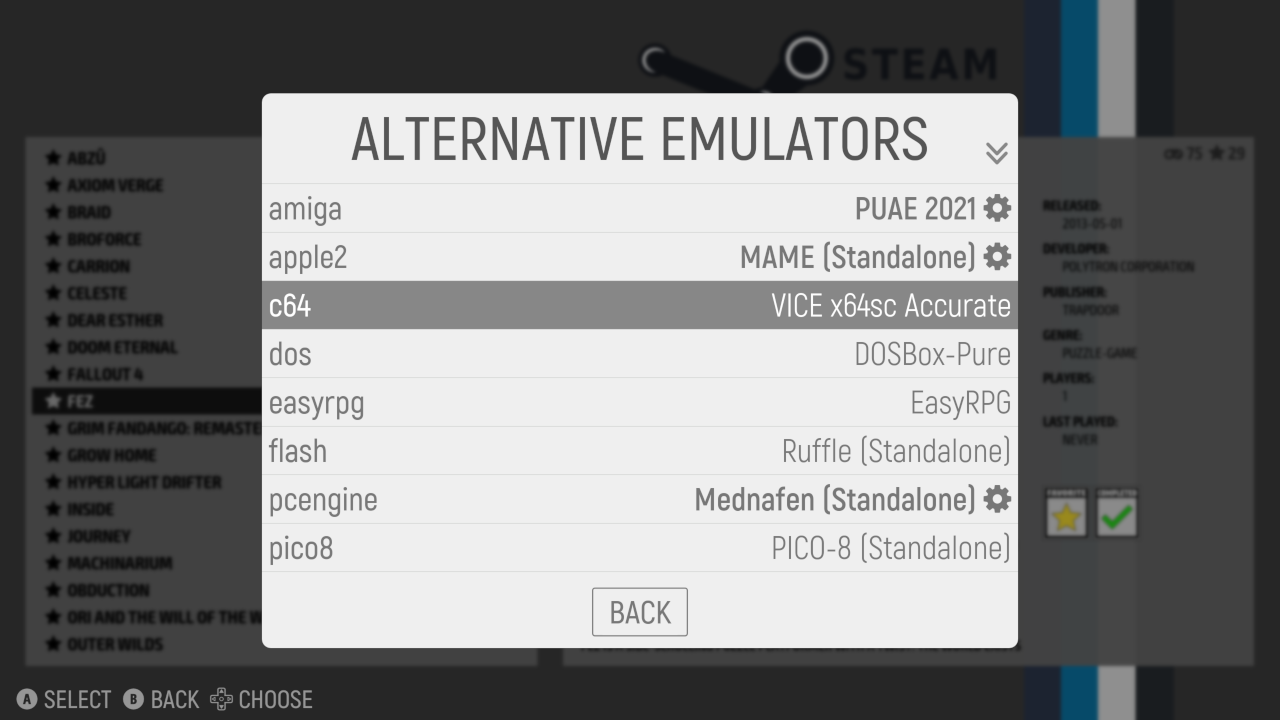 STEAM
ALTERNATIVE EMULATORS
amiga PUAE 2021
apple2 MAME (Standalone)
c64 VICE x64sc Accurate
dos DOSBox-Pure
easyrpg EasyRPG
flash Ruffle (Standalone)
pcengine Mednafen (Standalone)
pico8 PICO-8 (Standalone)
BACK
ABZÛ
AXIOM VERGE
BRAID
BROFORCE
CARRION
CELESTE
DEAR ESTHER
DOOM ETERNAL
FALLOUT 4
FEZ
GRIM FANDANGO: REMASTE
GROW HOME
HYPER LIGHT DRIFTER
INSIDE
JOURNEY
MACHINARIUM
OBDUCTION
ORI AND THE WILL OF THE W
OUTER WILDS
75 29
RELEASED:
2013-05-01
DEVELOPER:
POLYTRON CORPORATION
PUBLISHER:
TRAPDOOR
GENRE:
PUZZLE-GAME
PLAYERS:
1
LAST PLAYED:
NEVER
A SELECT B BACK CHOOSE